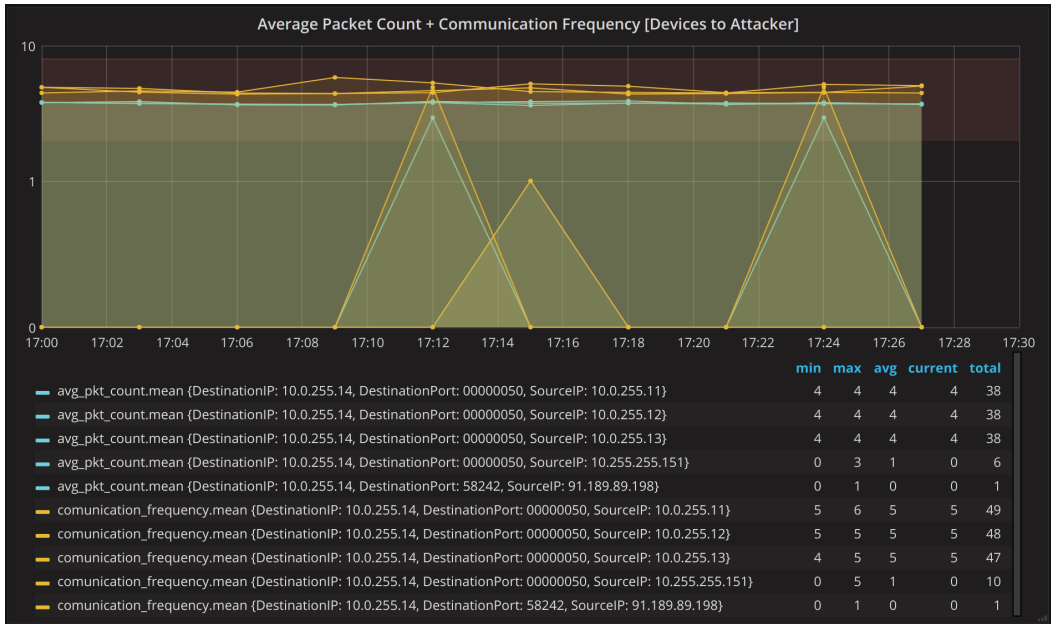 Average Packet Count + Communication Frequency [Devices to Attacker]
10
1
0
17:00 17:02 17:04 17:06 17:08 17:10 17:12 17:14 17:16 17:18 17:20 17:22 17:24 17:26 17:28 17:30
min max avg current total
avg_pkt_count.mean {DestinationIP: 10.0.255.14, DestinationPort: 00000050, SourceIP: 10.0.255.11} 4 4 4 4 38
avg_pkt_count.mean {DestinationIP: 10.0.255.14, DestinationPort: 00000050, SourceIP: 10.0.255.12} 4 4 4 4 38
avg_pkt_count.mean {DestinationIP: 10.0.255.14, DestinationPort: 00000050, SourceIP: 10.0.255.13} 4 4 4 4 38
avg_pkt_count.mean {DestinationIP: 10.0.255.14, DestinationPort: 00000050, SourceIP: 10.255.255.151} 0 3 1 0 6
avg_pkt_count.mean {DestinationIP: 10.0.255.14, DestinationPort: 58242, SourceIP: 91.189.89.198} 0 1 0 0 1
comunication_frequency.mean {DestinationIP: 10.0.255.14, DestinationPort: 00000050, SourceIP: 10.0.255.11} 5 6 5 5 49
comunication_frequency.mean {DestinationIP: 10.0.255.14, DestinationPort: 00000050, SourceIP: 10.0.255.12} 5 5 5 5 48
comunication_frequency.mean {DestinationIP: 10.0.255.14, DestinationPort: 00000050, SourceIP: 10.0.255.13} 4 5 5 5 47
comunication_frequency.mean {DestinationIP: 10.0.255.14, DestinationPort: 00000050, SourceIP: 10.255.255.151} 0 5 1 0 10
comunication_frequency.mean {DestinationIP: 10.0.255.14, DestinationPort: 58242, SourceIP: 91.189.89.198} 0 1 0 0 1